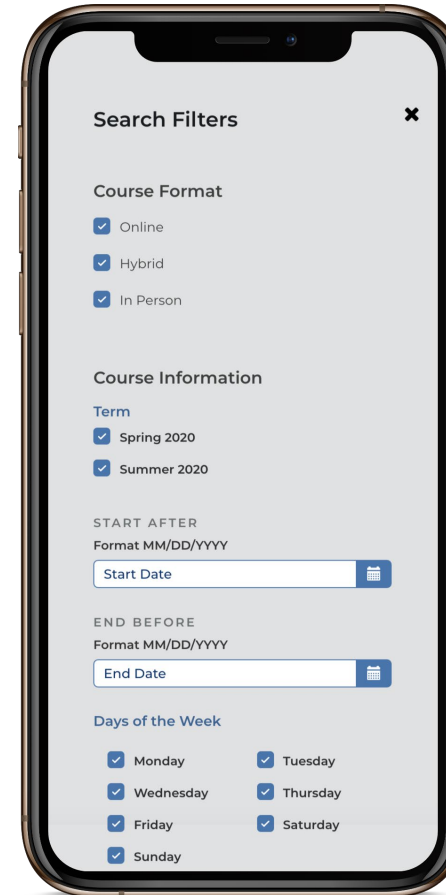 Search Filters
Course Format
Online
Hybrid
In Person
Course Information
Term
Spring 2020
Summer 2020
START AFTER
Format MM/DD/YYYY
Start Date
END BEFORE
Format MM/DD/YYYY
End Date
Days of the Week
Monday Tuesday
Wednesday Thursday
Friday Saturday
Sunday